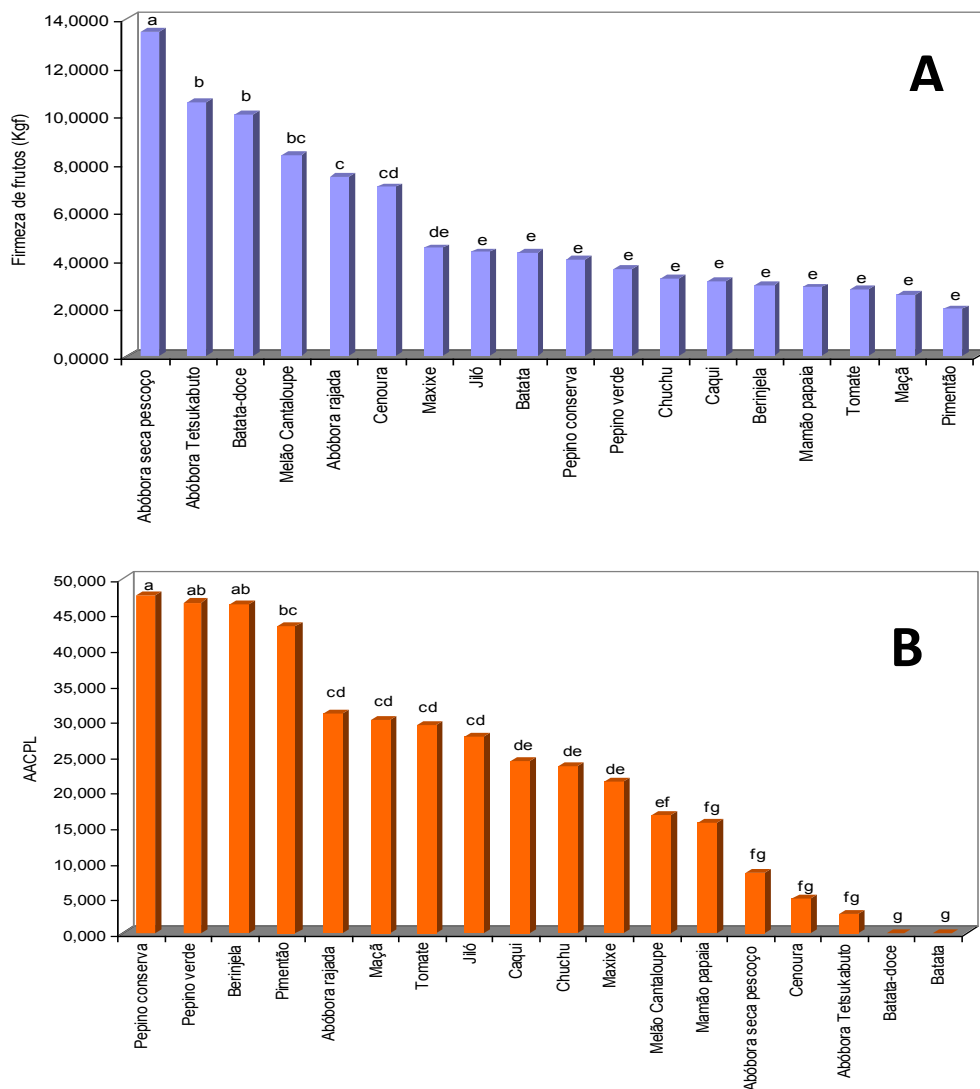 A
Firmeza de frutos (Kgf)
14,0000
12,0000
10,0000
8,0000
6,0000
4,0000
2,0000
0,0000
a
b
b
bc
c
cd
de
e
e
e
e
e
e
e
e
e
e
e
Abóbora seca pescoço
Abóbora Tetsukabuto
Batata-doce
Melão Cantaloupe
Abóbora rajada
Cenoura
Maxixe
Jiló
Batata
Pepino conserva
Pepino verde
Chuchu
Caqui
Berinjela
Mamão papaia
Tomate
Maçã
Pimentão
B
AACPL
50,000
45,000
40,000
35,000
30,000
25,000
20,000
15,000
10,000
5,000
0,000
a
ab
ab
bc
cd
cd
cd
cd
de
de
de
ef
fg
fg
fg
fg
g
g
Pepino conserva
Pepino verde
Berinjela
Pimentão
Abóbora rajada
Maçã
Tomate
Jiló
Caqui
Chuchu
Maxixe
Melão Cantaloupe
Mamão papaia
Abóbora seca pescoço
Cenoura
Abóbora Tetsukabuto
Batata-doce
Batata